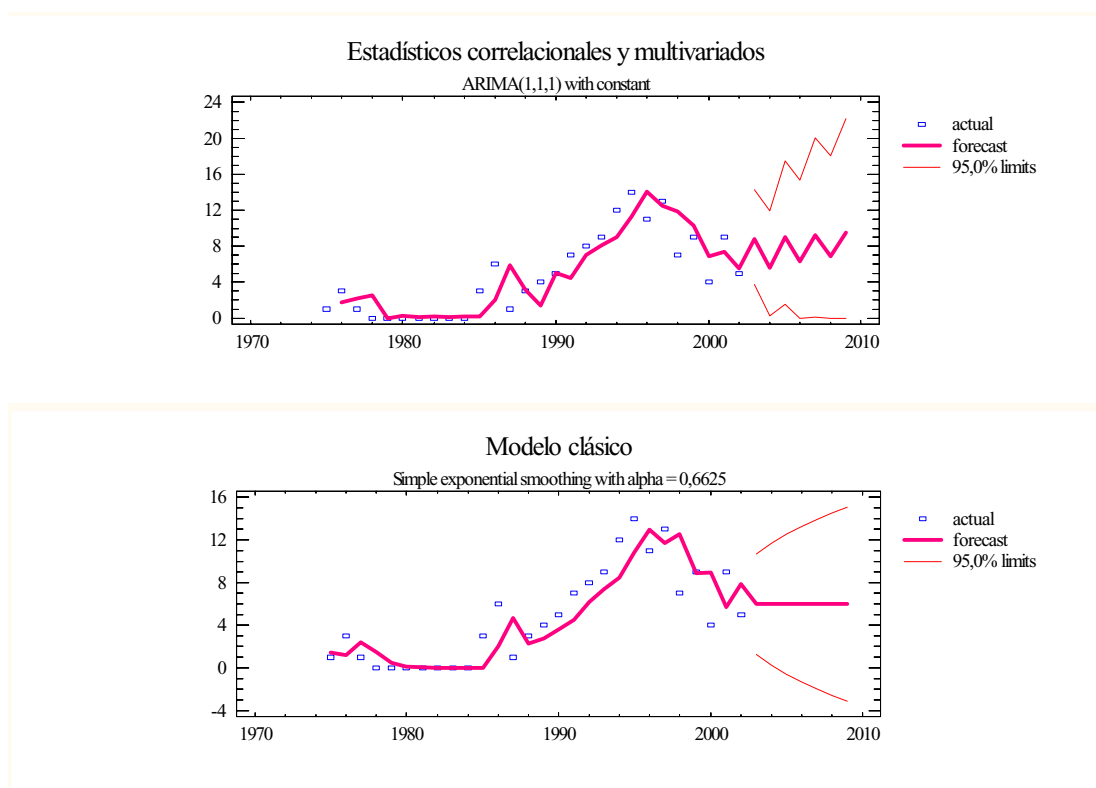 Estadísticos correlacionales y multivariados
ARIMA(1,1,1) with constant
24
20
16
12
8
4
0
1970 1980 1990 2000 2010
actual
forecast
95,0% limits
Modelo clásico
Simple exponential smoothing with alpha = 0,6625
16
12
8
4
0
-4
1970 1980 1990 2000 2010
actual
forecast
95,0% limits